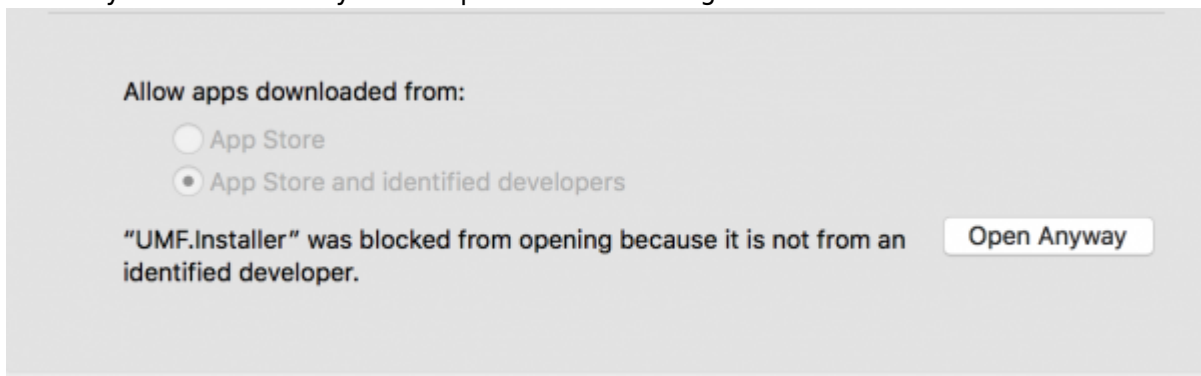 Allow apps downloaded from:
App Store
App Store and identified developers
“UMF.Installer” was blocked from opening because it is not from an
identified developer.
Open Anyway